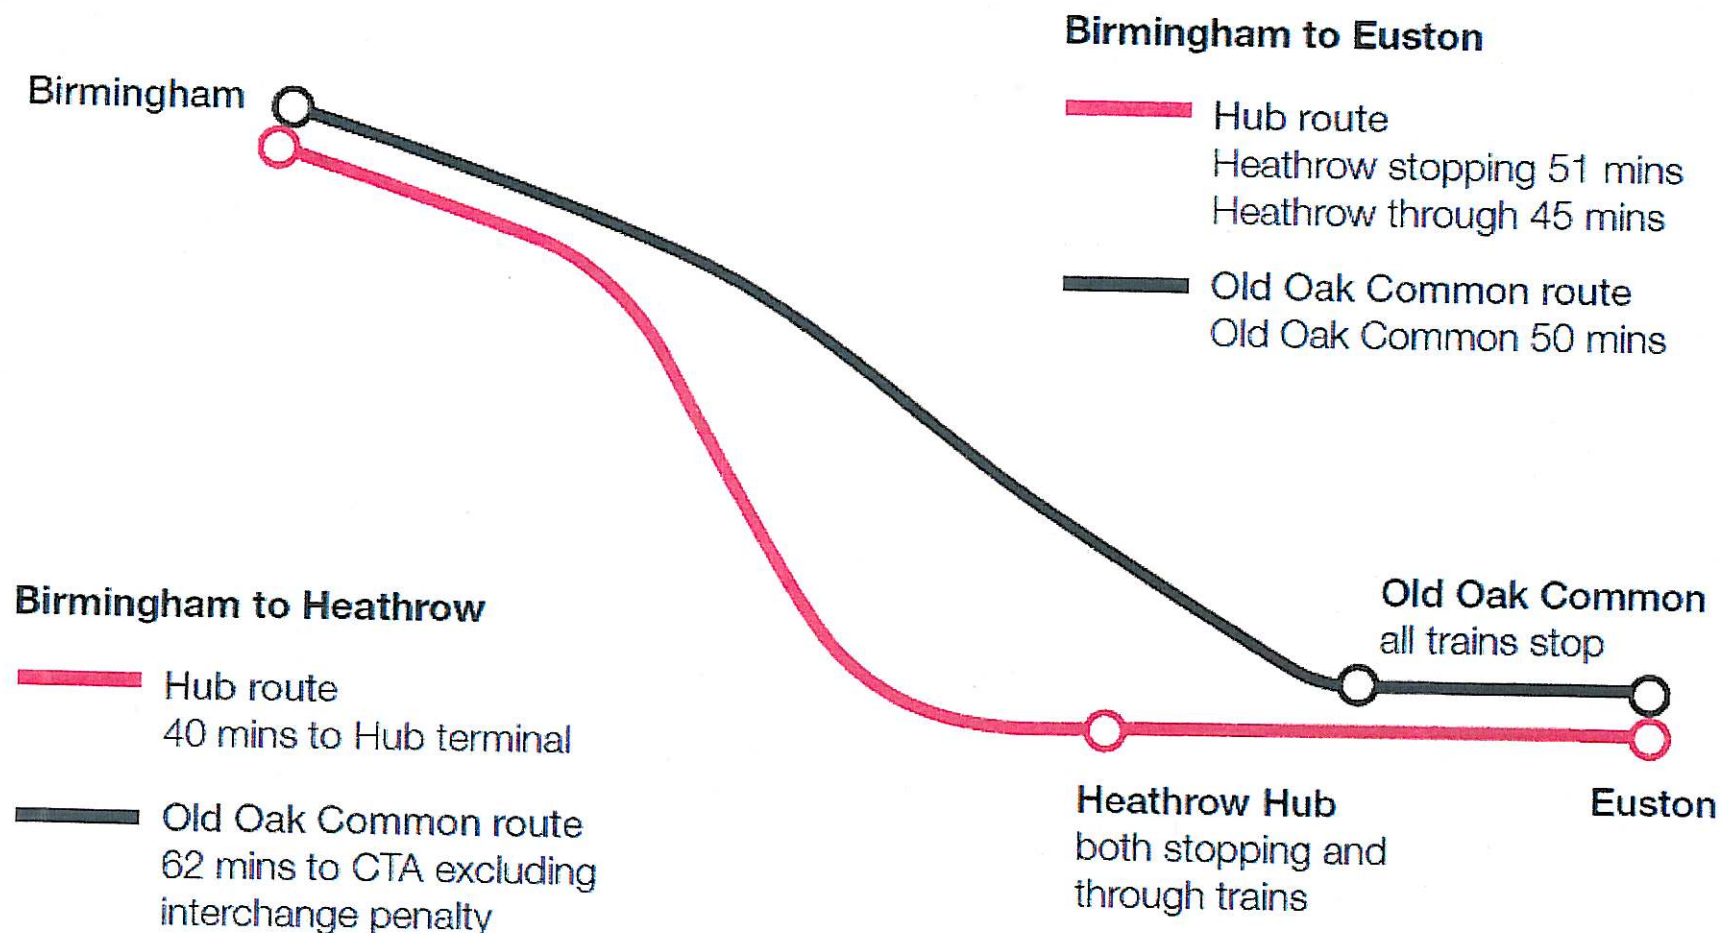 Birmingham to Euston
Birmingham
Hub route
Heathrow stopping 51 mins
Heathrow through 45 mins
Old Oak Common route
Old Oak Common 50 mins
Birmingham to Heathrow
Hub route
40 mins to Hub terminal
Old Oak Common route
62 mins to CTA excluding
interchange penalty
Old Oak Common
all trains stop
Heathrow Hub
both stopping and
through trains
Euston